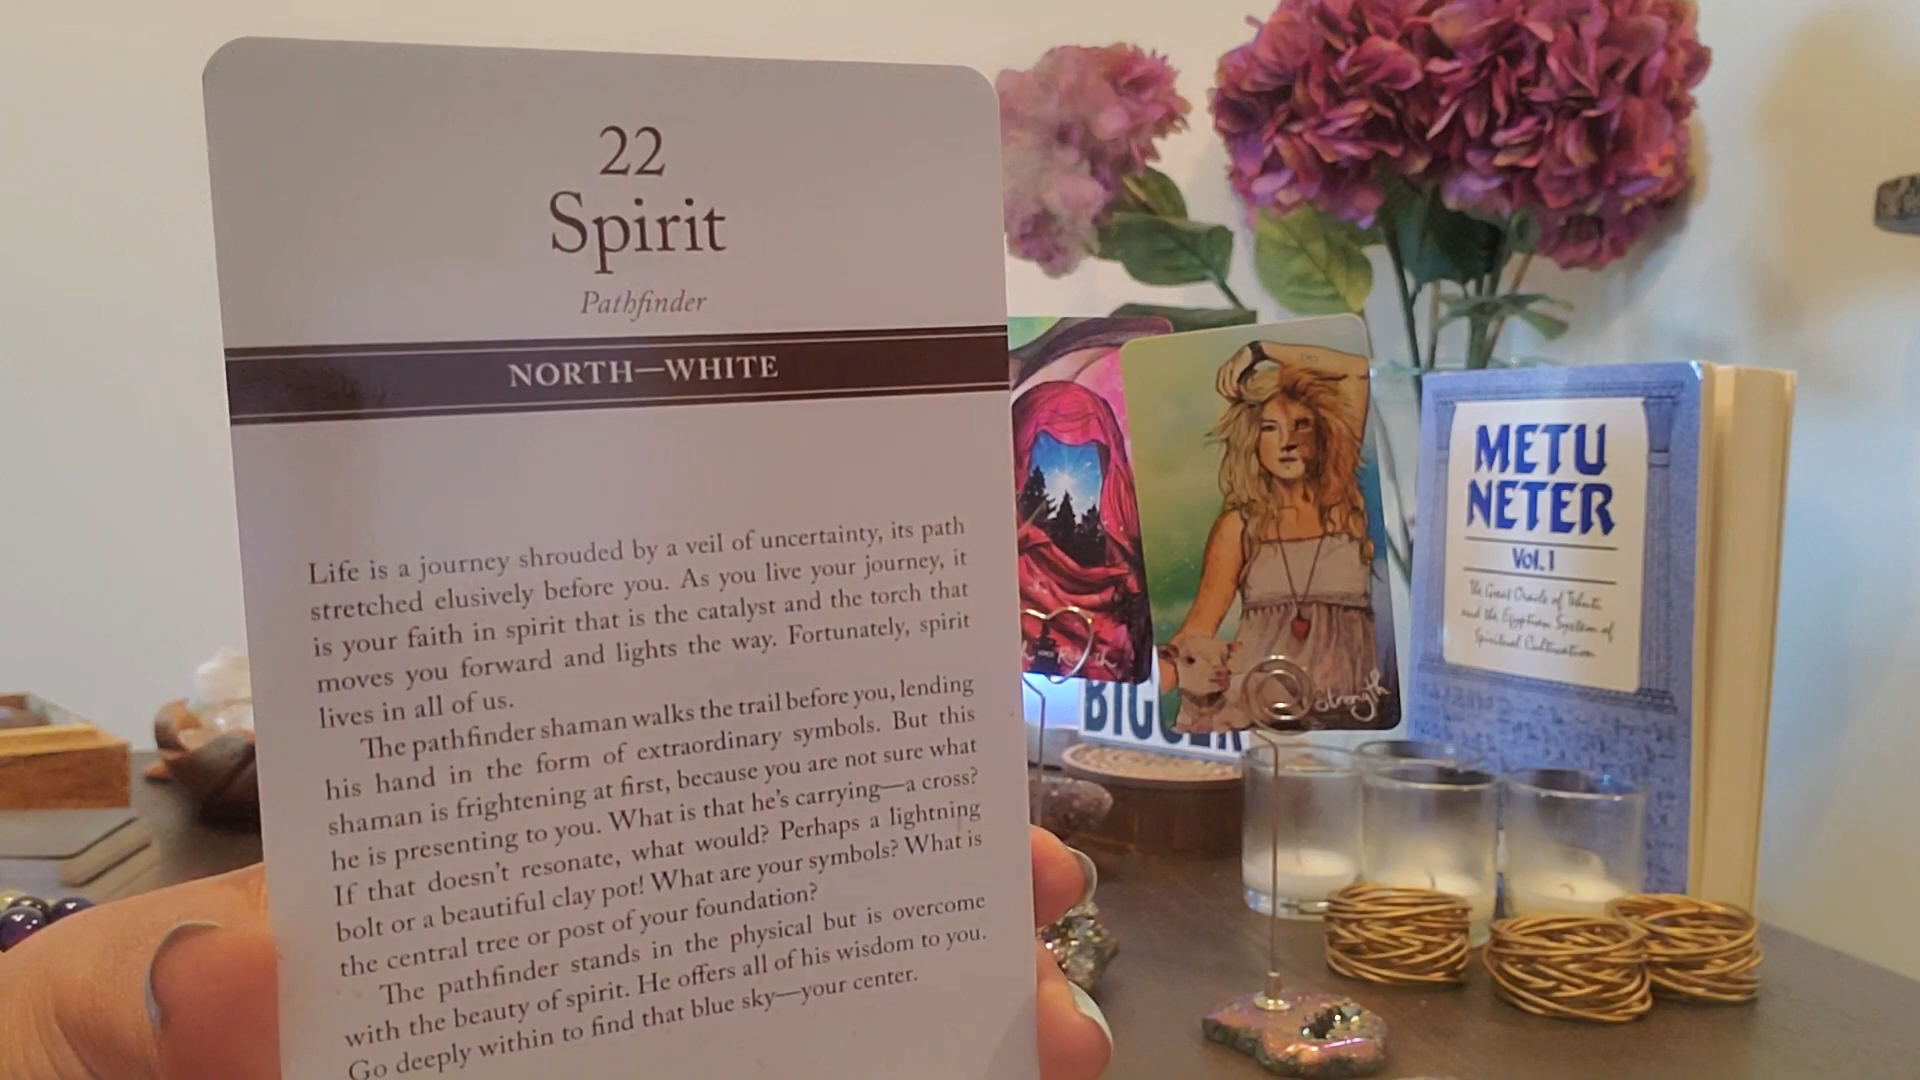 22
Spirit
Pathfinder
NORTH—WHITE
Life is a journey shrouded by a veil of uncertainty, its path
stretched elusively before you. As you live your journey, it
is your faith in spirit that is the catalyst and the torch that
moves you forward and lights the way. Fortunately, spirit
lives in all of us.
The pathfinder shaman walks the trail before you, lending
his hand in the form of extraordinary symbols. But this
shaman is frightening at first, because you are not sure what
he is presenting to you. What is that he's carrying—a cross?
If that doesn't resonate, what would? Perhaps a lightning
bolt or a beautiful clay pot! What are your symbols? What is
the central tree or post of your foundation?
The pathfinder stands in the physical but is overcome
with the beauty of spirit. He offers all of his wisdom to you.
Go deeply within to find that blue sky—your center.
Strength
METU
NETER
Vol. 1
The Great Oracle of Tehuti
and the Egyptian System of
Spiritual Cultivation